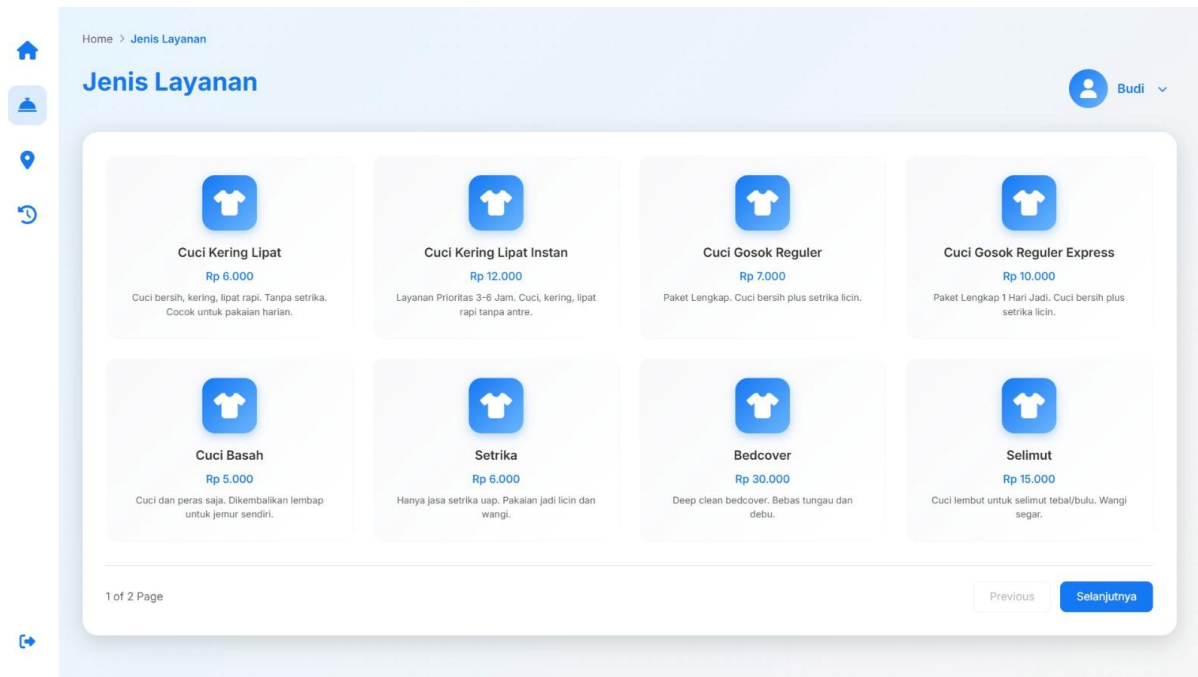 Home > Jenis Layanan
Jenis Layanan
Budi
Cuci Kering Lipat
Rp 6.000
Cuci bersih, kering, lipat rapi. Tanpa setrika.
Cocok untuk pakaian harian.
Cuci Kering Lipat Instan
Rp 12.000
Layanan Prioritas 3-6 Jam. Cuci, kering, lipat
rapi tanpa antre.
Cuci Gosok Reguler
Rp 7.000
Paket Lengkap. Cuci bersih plus setrika licin.
Cuci Gosok Reguler Express
Rp 10.000
Paket Lengkap 1 Hari Jadi. Cuci bersih plus
setrika licin.
Cuci Basah
Rp 5.000
Cuci dan peras saja. Dikembalikan lembap
untuk jemur sendiri.
Setrika
Rp 6.000
Hanya jasa setrika uap. Pakaian jadi licin dan
wangi.
Bedcover
Rp 30.000
Deep clean bedcover. Bebas tungau dan
debu.
Selimut
Rp 15.000
Cuci lembut untuk selimut tebal/bulu. Wangi
segar.
1 of 2 Page
Previous
Selanjutnya